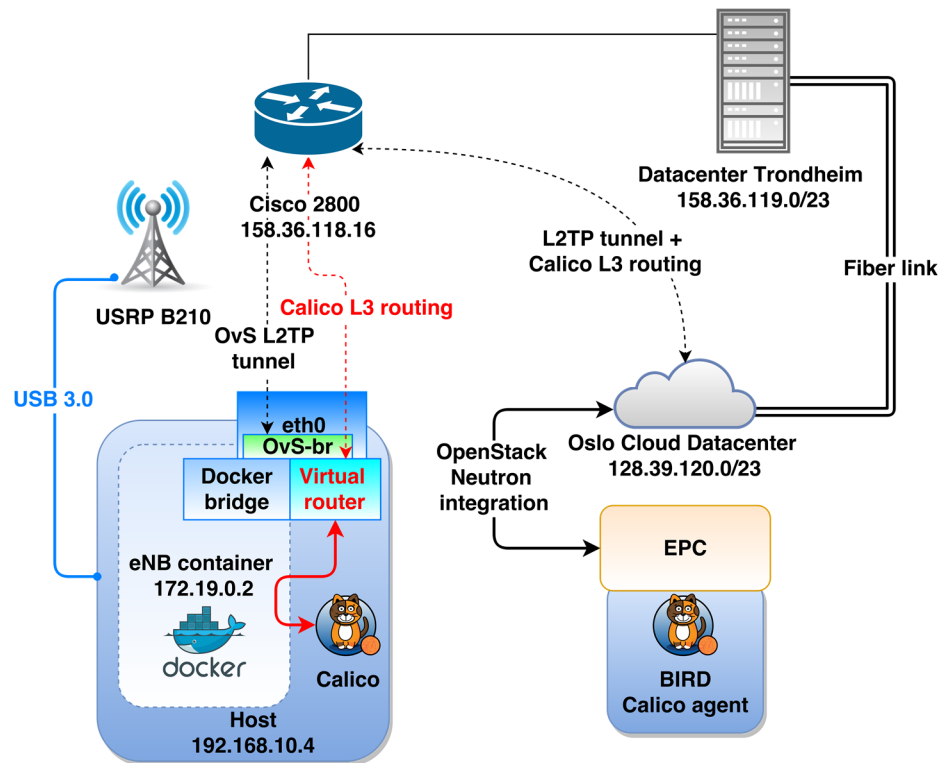 Datacenter Trondheim
158.36.119.0/23
Cisco 2800
158.36.118.16
L2TP tunnel +
Calico L3 routing
Fiber link
USRP B210
Calico L3 routing
OvS L2TP
tunnel
USB 3.0
eth0
OvS-br
Docker
bridge
Virtual
router
Oslo Cloud Datacenter
128.39.120.0/23
OpenStack
Neutron
integration
EPC
eNB container
172.19.0.2
docker
Calico
BIRD
Calico agent
Host
192.168.10.4